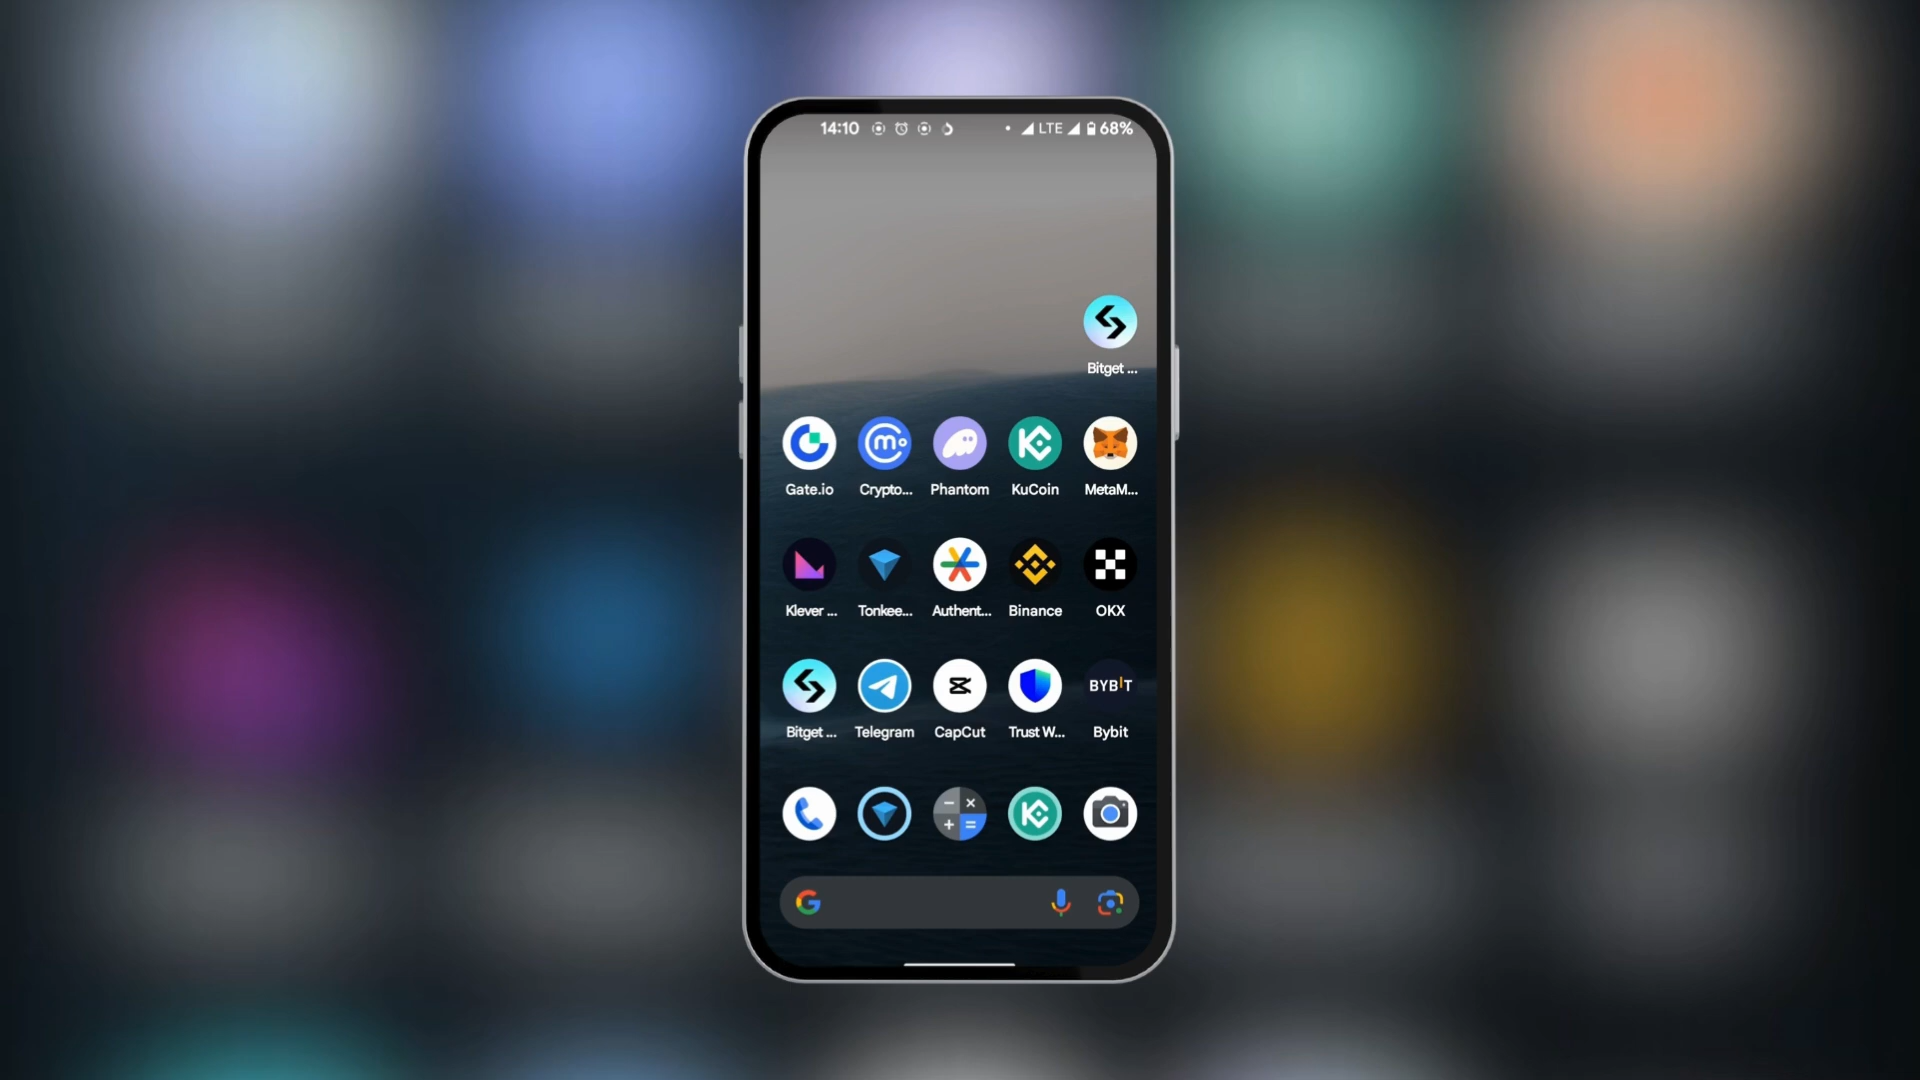 14:10 LTE 68%
Bitget ...
Gate.io Crypto... Phantom KuCoin MetaM...
Klever ... Tonkee... Authent... Binance OKX
BYBIT
Bitget ... Telegram CapCut Trust W... Bybit